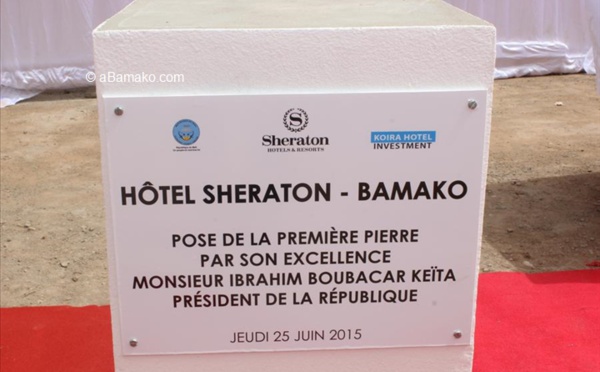 © aBamako.com
Sheraton
HOTELS & RESORTS
KOIRA HOTEL
INVESTMENT
HÔTEL SHERATON - BAMAKO
POSE DE LA PREMIÈRE PIERRE
PAR SON EXCELLENCE
MONSIEUR IBRAHIM BOUBACAR KEÏTA
PRÉSIDENT DE LA RÉPUBLIQUE
JEUDI 25 JUIN 2015